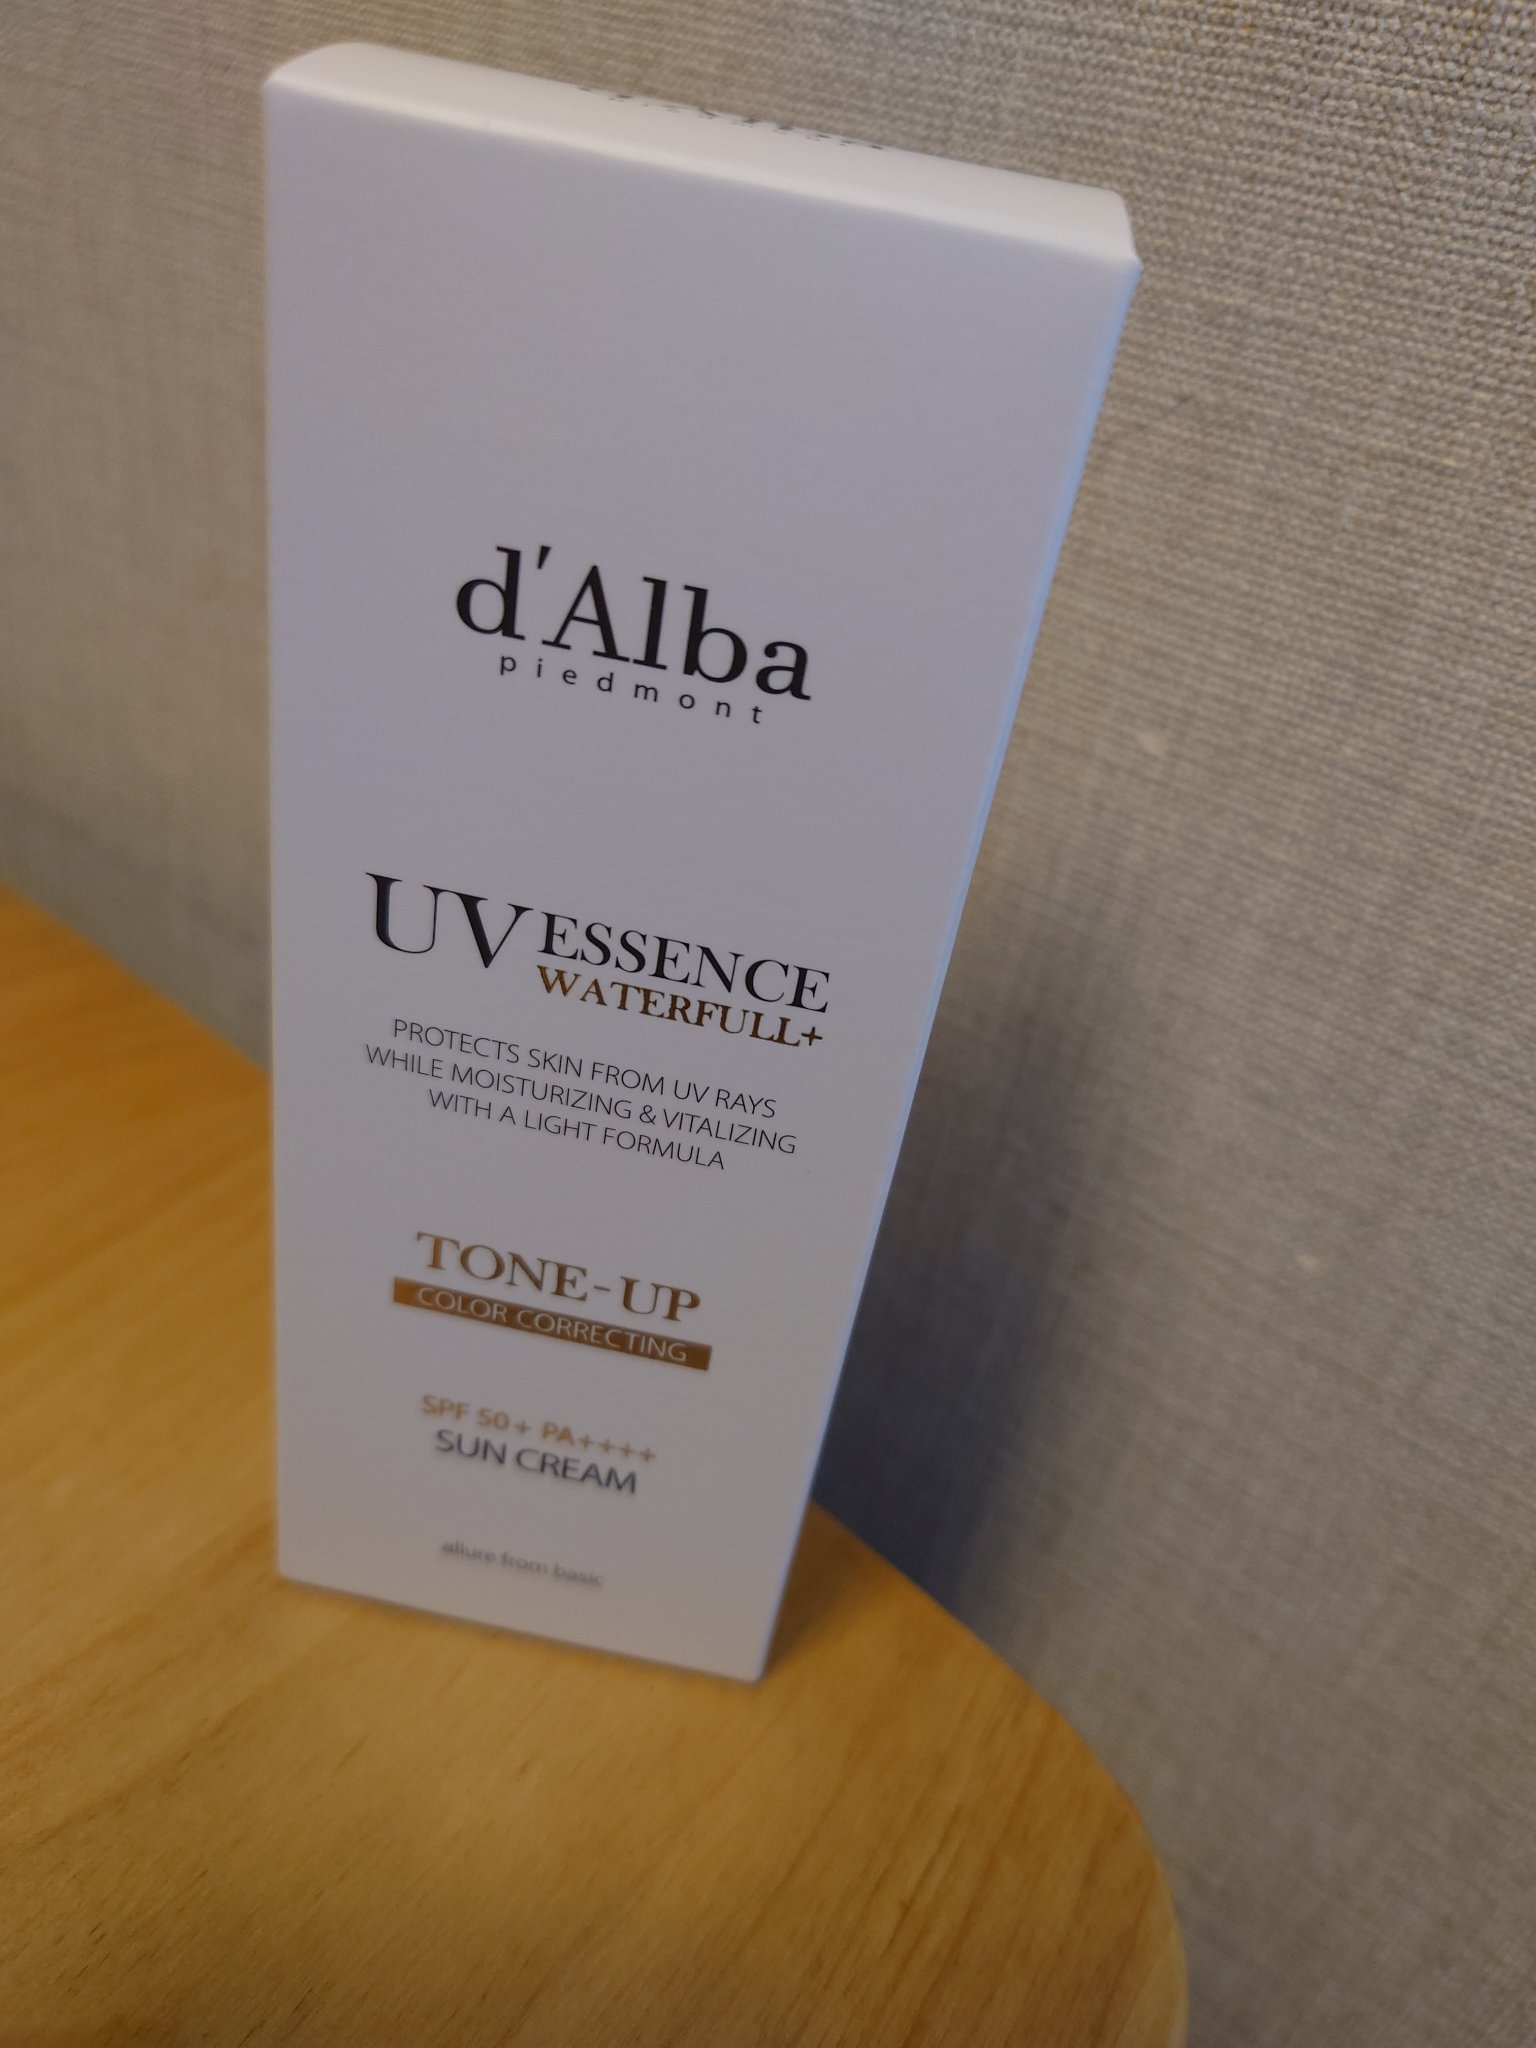 d'Alba
piedmont
UV ESSENCE
WATERFULL+
PROTECTS SKIN FROM UV RAYS
WHILE MOISTURIZING & VITALIZING
WITH A LIGHT FORMULA
TONE-UP
COLOR CORRECTING
SPF 50+ PA++++
SUN CREAM
allure from basic